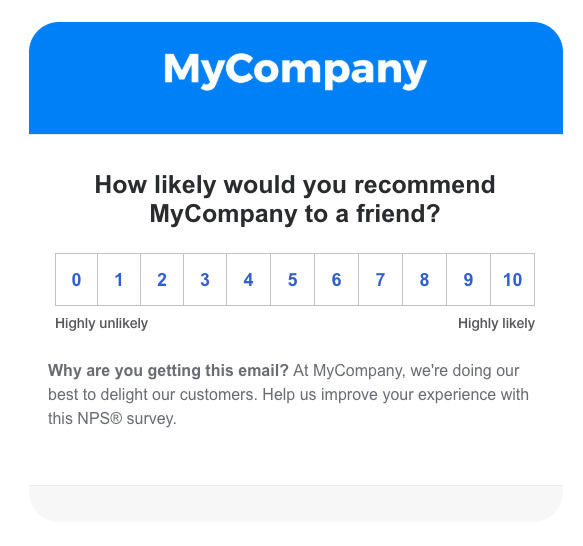 MyCompany
How likely would you recommend
MyCompany to a friend?
0 1 2 3 4 5 6 7 8 9 10
Highly unlikely Highly likely
Why are you getting this email? At MyCompany, we're doing our
best to delight our customers. Help us improve your experience with
this NPS® survey.